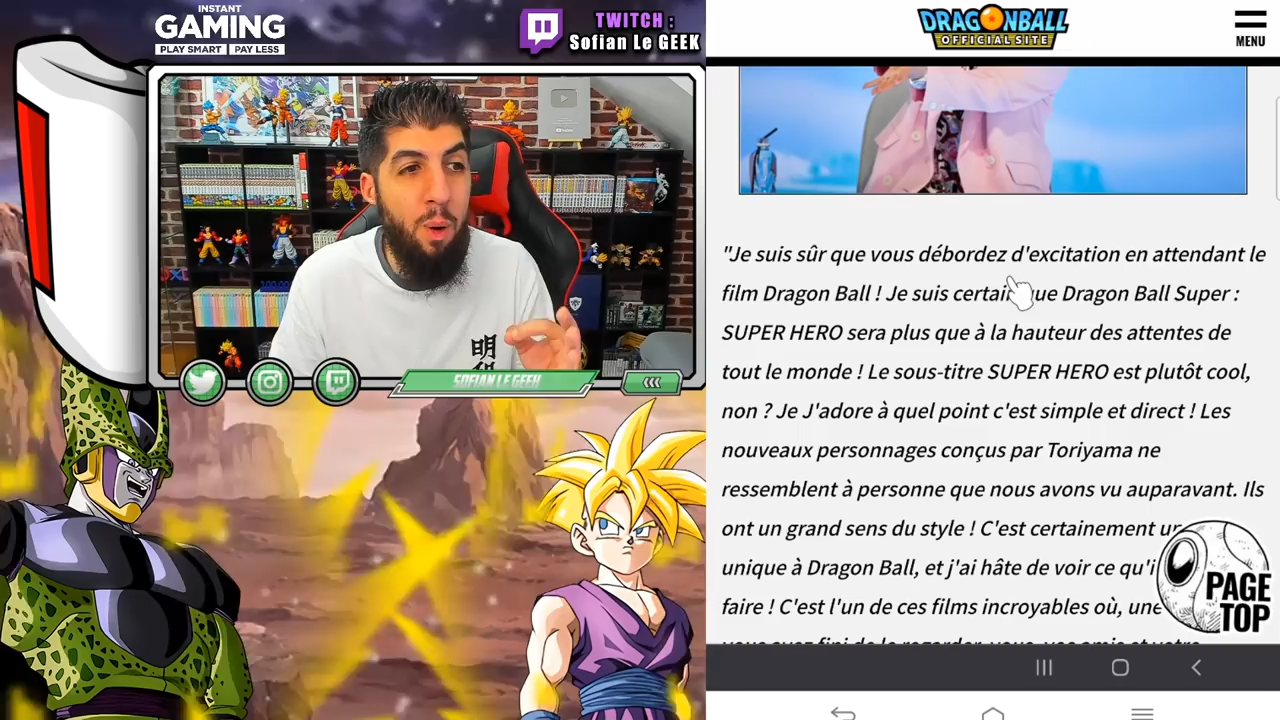 INSTANT
GAMING
PLAY SMART | PAY LESS
TWITCH :
Sofian Le GEEK
SOFIAN LE GEEK
明
DRAGONBALL
OFFICIAL SITE
MENU
"Je suis sûr que vous débordez d'excitation en attendant le
film Dragon Ball ! Je suis certain que Dragon Ball Super :
SUPER HERO sera plus que à la hauteur des attentes de
tout le monde ! Le sous-titre SUPER HERO est plutôt cool,
non ? Je J'adore à quel point c'est simple et direct ! Les
nouveaux personnages conçus par Toriyama ne
ressemblent à personne que nous avons vu auparavant. Ils
ont un grand sens du style ! C'est certainement
unique à Dragon Ball, et j'ai hâte de voir ce
faire ! C'est l'un de ces films incroyables où, une
PAGE
TOP